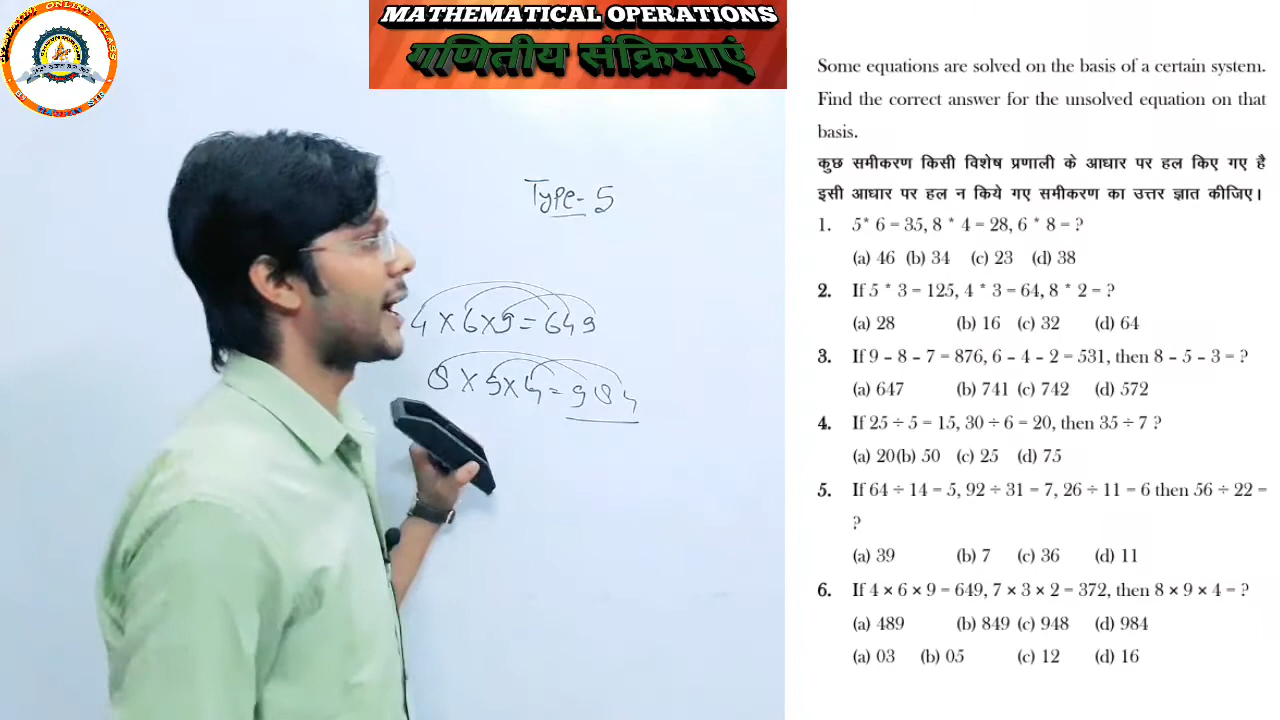 MATHEMATICAL OPERATIONS
गणितीय संक्रियाएं
ONLINE CLASS
Type- 5
4 × 6 × 9 = 649
8 × 9 × 4 = 984
Some equations are solved on the basis of a certain system.
Find the correct answer for the unsolved equation on that
basis.
कुछ समीकरण किसी विशेष प्रणाली के आधार पर हल किए गए है
इसी आधार पर हल न किये गए समीकरण का उत्तर ज्ञात कीजिए।
1. 5* 6 = 35, 8 * 4 = 28, 6 * 8 = ?
(a) 46 (b) 34 (c) 23 (d) 38
2. If 5 * 3 = 125, 4 * 3 = 64, 8 * 2 = ?
(a) 28 (b) 16 (c) 32 (d) 64
3. If 9 - 8 - 7 = 876, 6 - 4 - 2 = 531, then 8 - 5 - 3 = ?
(a) 647 (b) 741 (c) 742 (d) 572
4. If 25 ÷ 5 = 15, 30 ÷ 6 = 20, then 35 ÷ 7 ?
(a) 20(b) 50 (c) 25 (d) 75
5. If 64 ÷ 14 = 5, 92 ÷ 31 = 7, 26 ÷ 11 = 6 then 56 ÷ 22 =
?
(a) 39 (b) 7 (c) 36 (d) 11
6. If 4 × 6 × 9 = 649, 7 × 3 × 2 = 372, then 8 × 9 × 4 = ?
(a) 489 (b) 849 (c) 948 (d) 984
(a) 03 (b) 05 (c) 12 (d) 16